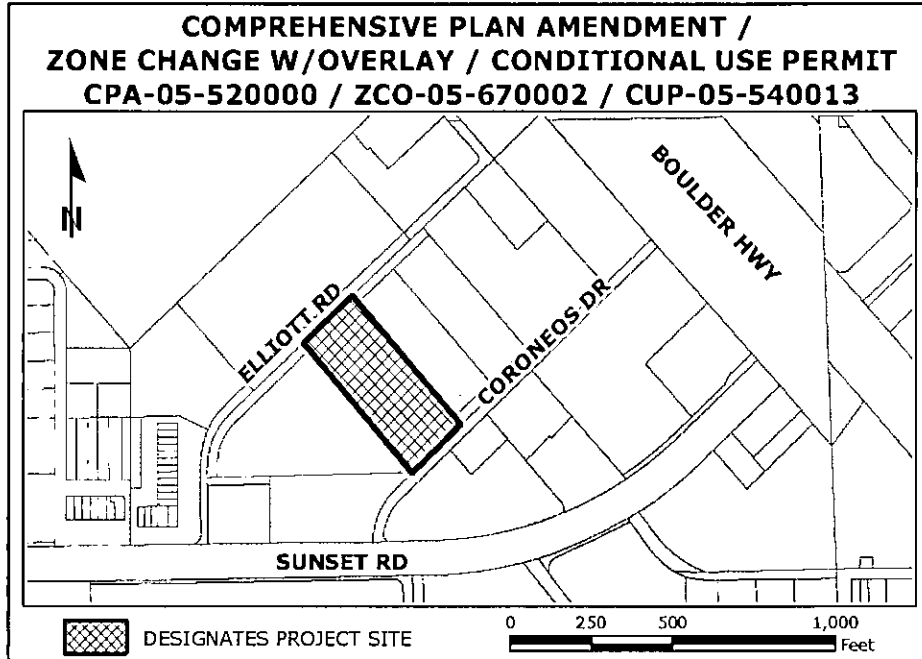 COMPREHENSIVE PLAN AMENDMENT /
ZONE CHANGE W/OVERLAY / CONDITIONAL USE PERMIT
CPA-05-520000 / ZCO-05-670002 / CUP-05-540013
N
BOULDER HWY
ELLIOTT RD
CORONEOS DR
SUNSET RD
DESIGNATES PROJECT SITE
0 250 500 1,000
Feet